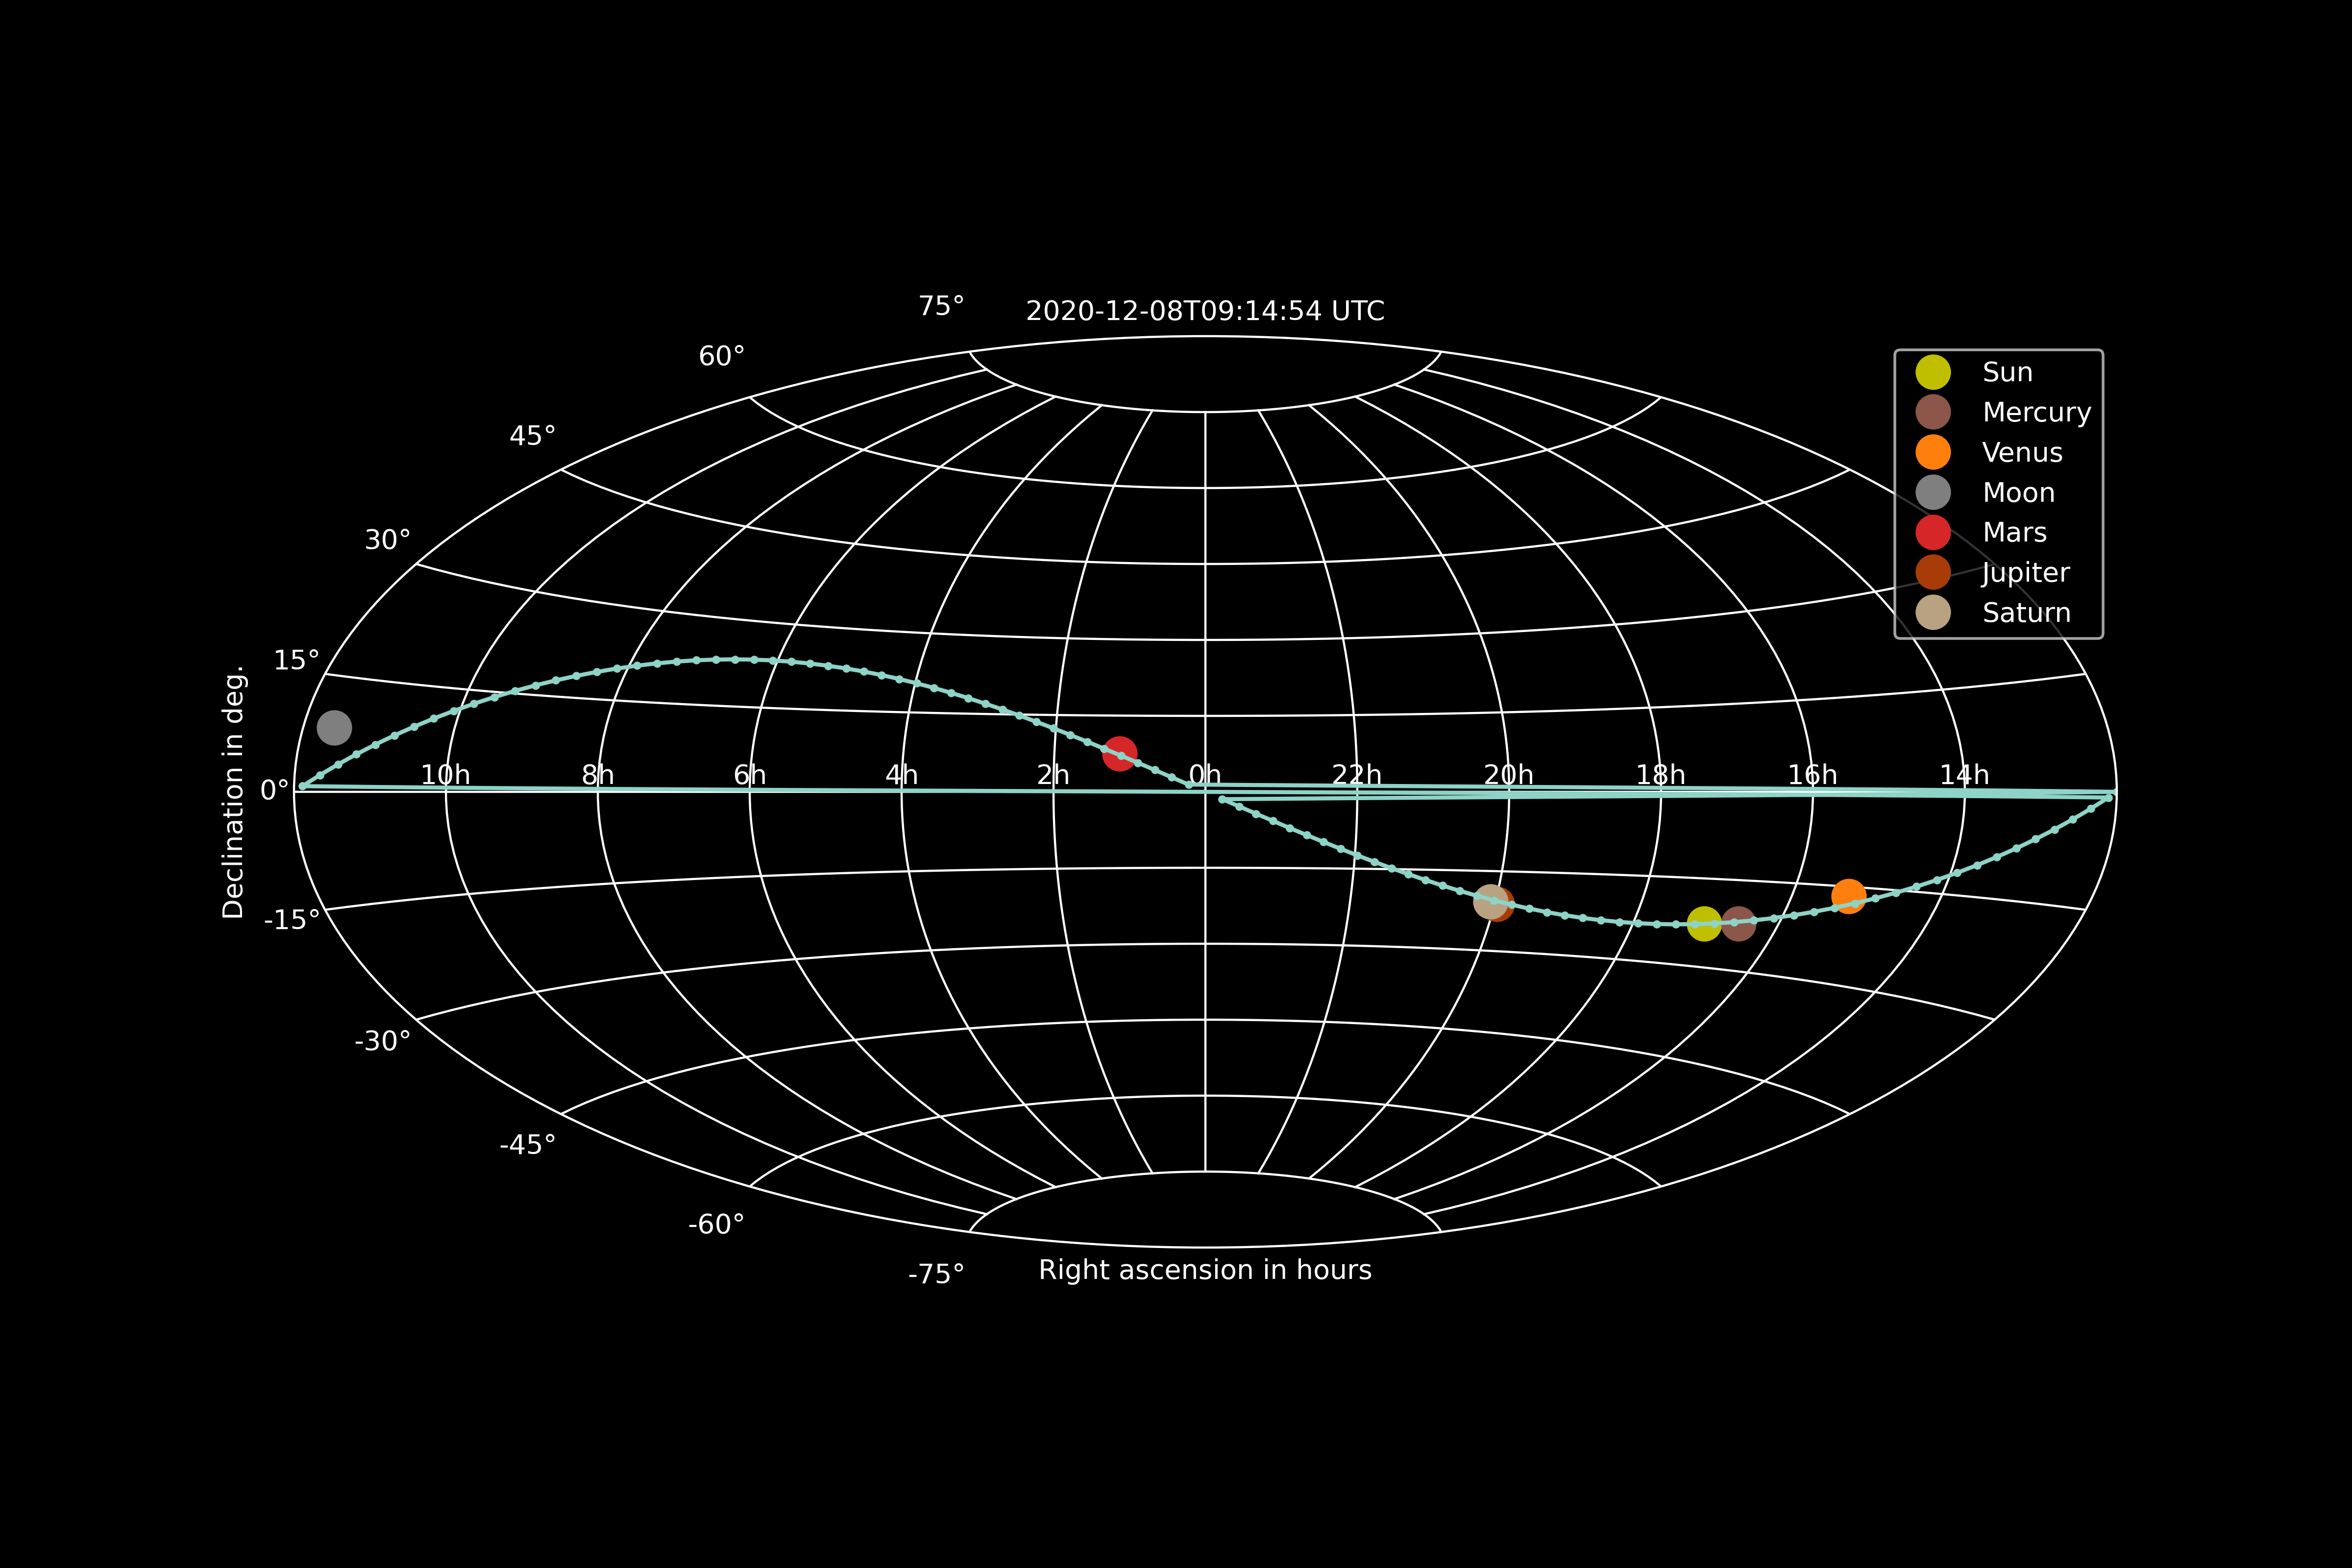 2020-12-08T09:14:54 UTC
75°
60°
45°
30°
15°
0°
-15°
-30°
-45°
-60°
-75°
Declination in deg.
10h
8h
6h
4h
2h
0h
22h
20h
18h
16h
14h
Right ascension in hours
Sun
Mercury
Venus
Moon
Mars
Jupiter
Saturn